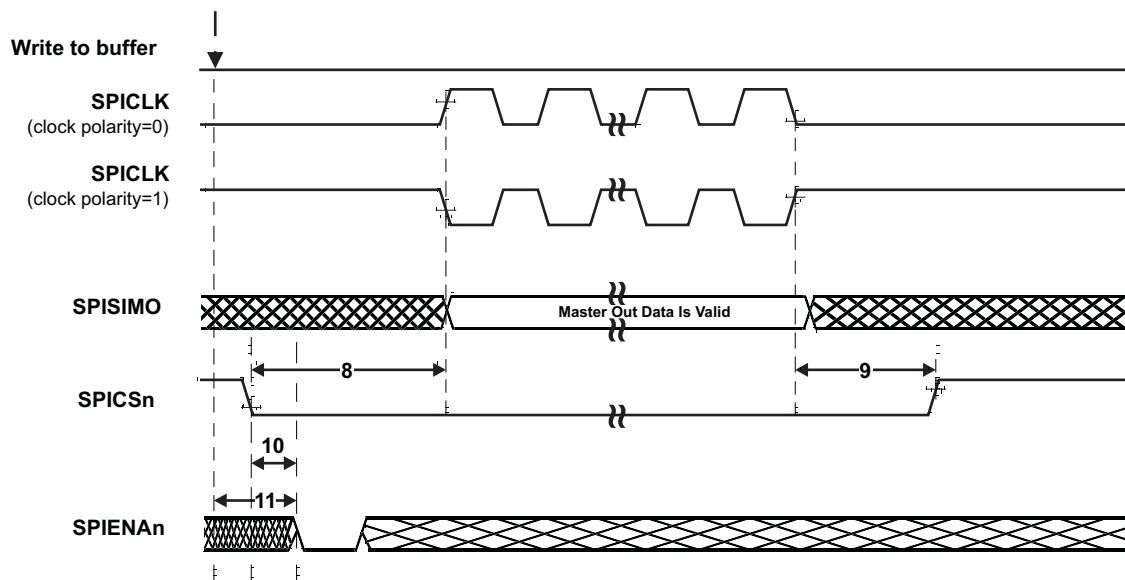 Write to buffer
SPICLK
(clock polarity=0)
SPICLK
(clock polarity=1)
SPISIMO
Master Out Data Is Valid
8
9
SPICSn
10
11
SPIENAn